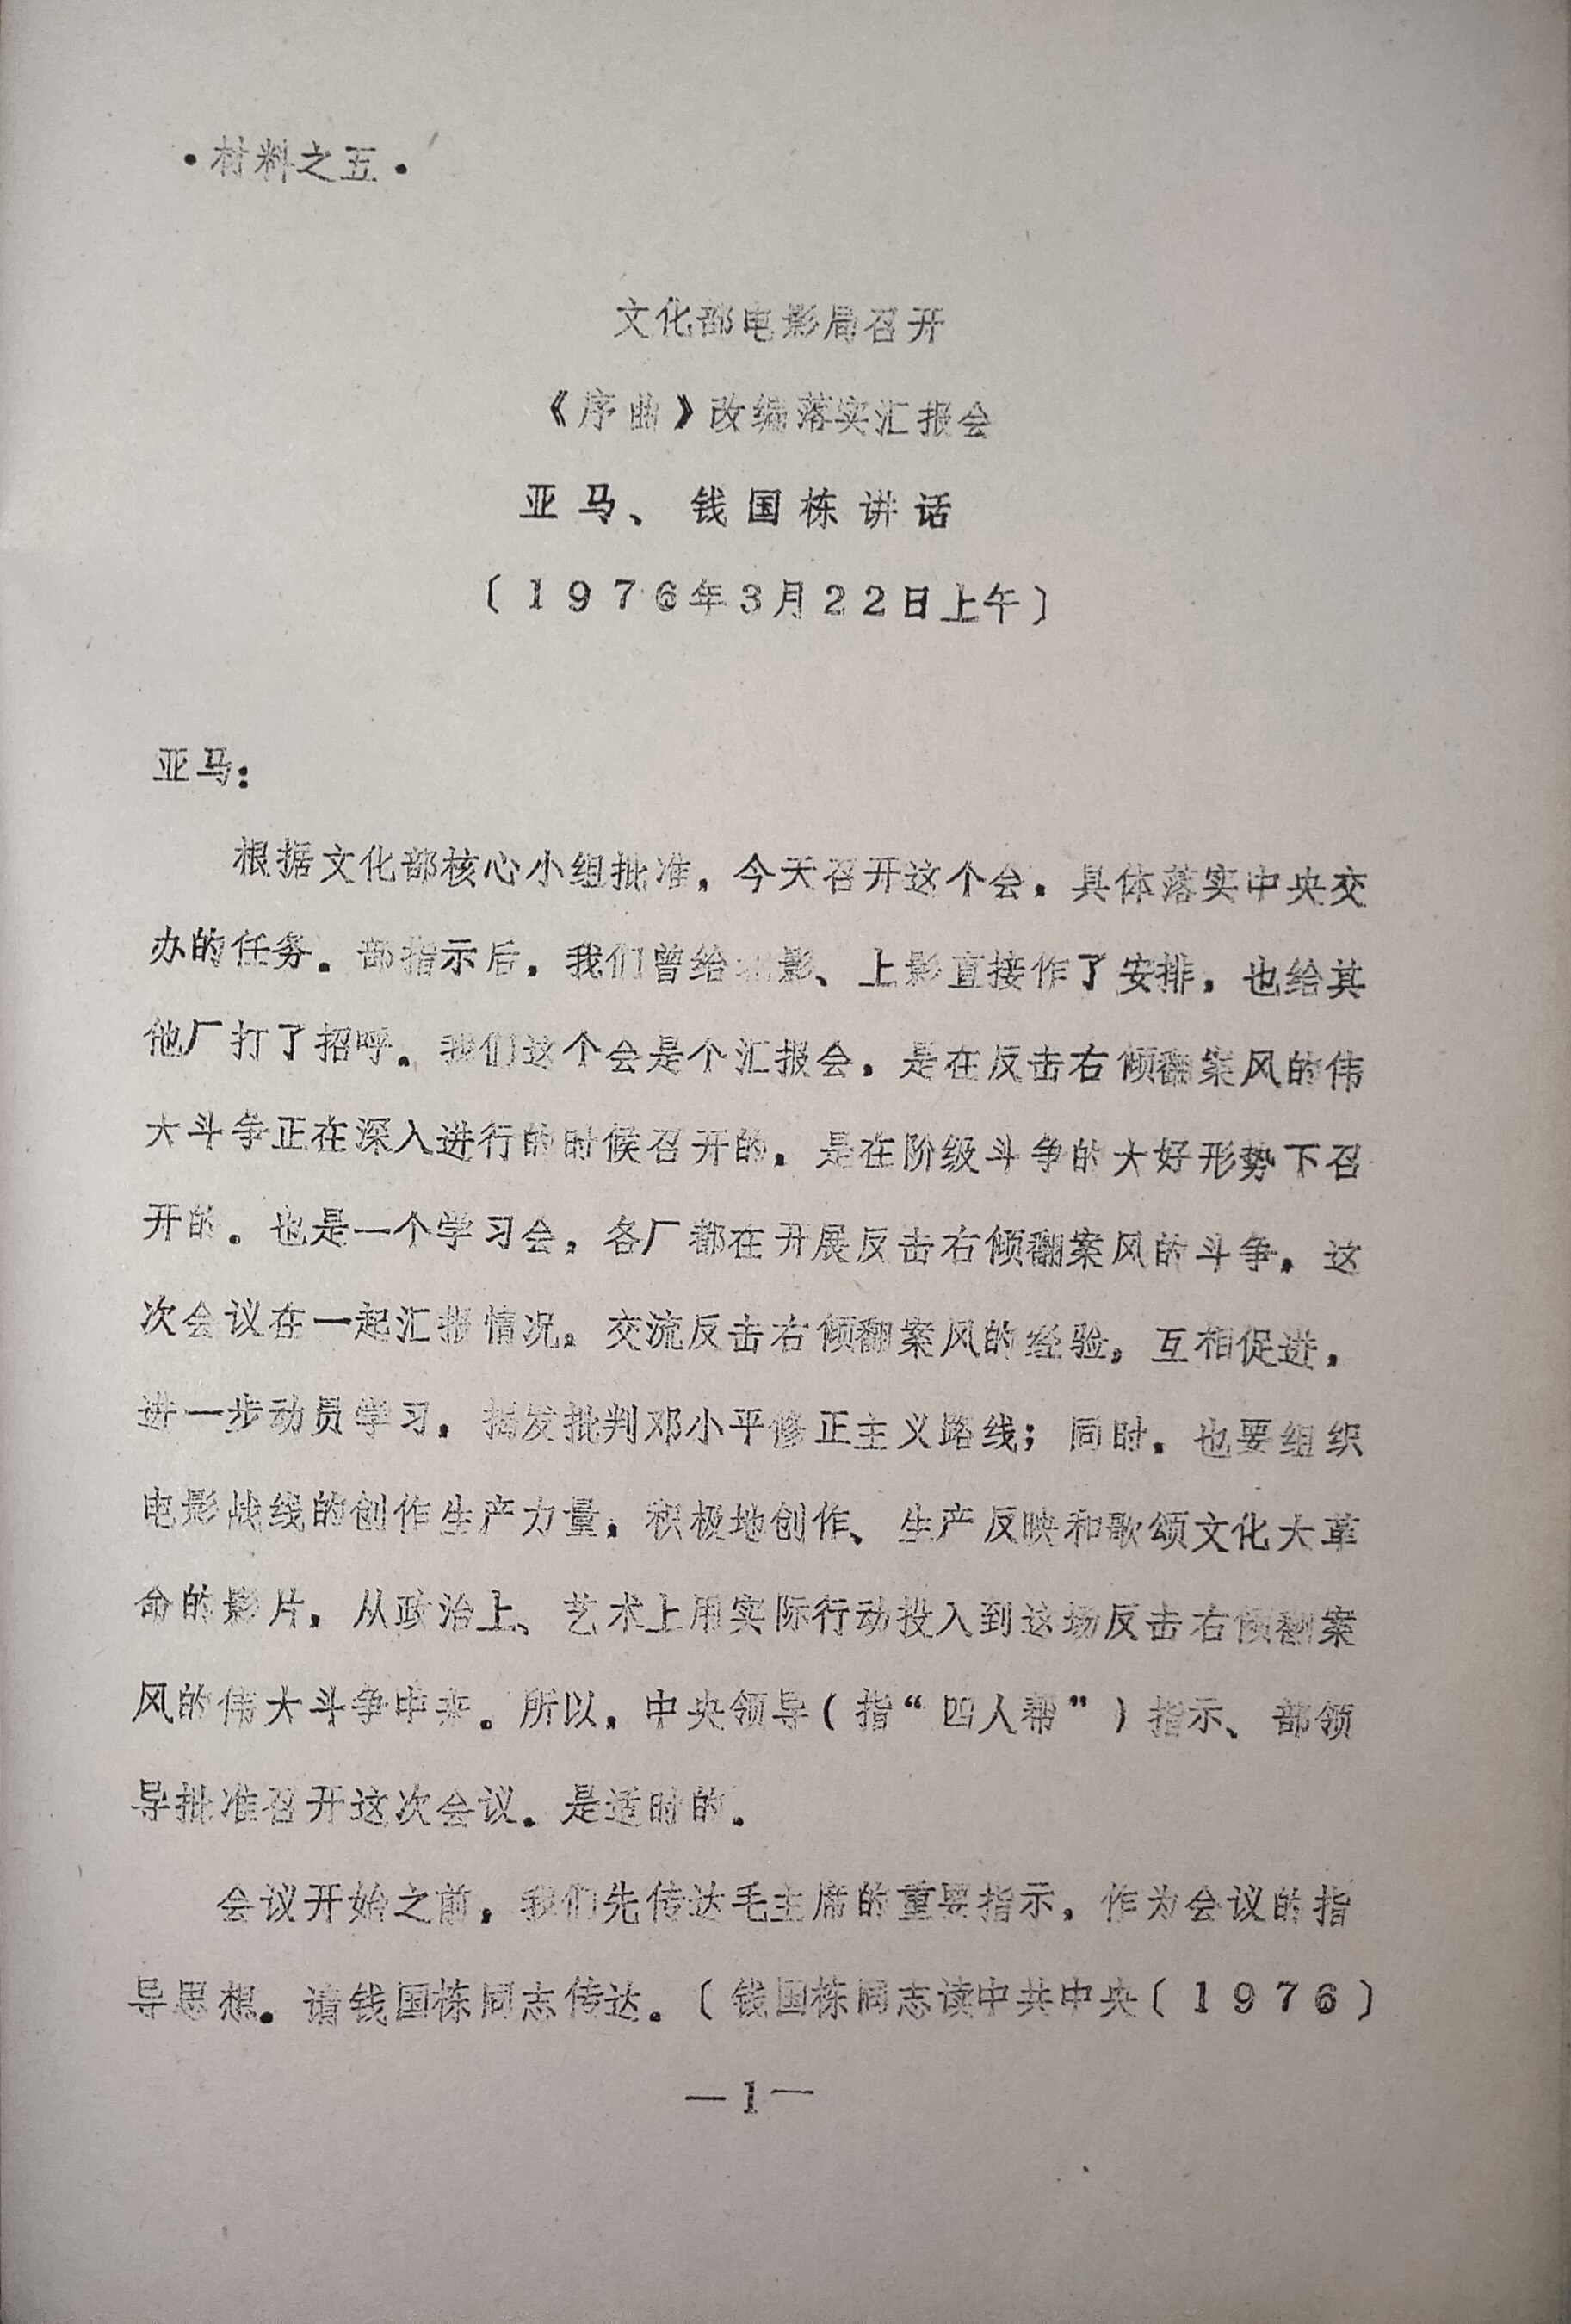 ·材料之五·
文化部电影局召开
《序曲》改编落实汇报会
亚马、钱国栋讲话
〔1976年3月22日上午〕
亚马：
根据文化部核心小组批准，今天召开这个会，具体落实中央交
办的任务。部指示后，我们曾给北影、上影直接作了安排，也给其
他厂打了招呼。我们这个会是个汇报会，是在反击右倾翻案风的伟
大斗争正在深入进行的时候召开的，是在阶级斗争的大好形势下召
开的。也是一个学习会，各厂都在开展反击右倾翻案风的斗争，这
次会议在一起汇报情况，交流反击右倾翻案风的经验，互相促进，
进一步动员学习，揭发批判邓小平修正主义路线；同时，也要组织
电影战线的创作生产力量，积极地创作、生产反映和歌颂文化大革
命的影片，从政治上、艺术上用实际行动投入到这场反击右倾翻案
风的伟大斗争中来。所以，中央领导（指“四人帮”）指示、部领
导批准召开这次会议，是适时的。
会议开始之前，我们先传达毛主席的重要指示，作为会议的指
导思想。请钱国栋同志传达。〔钱国栋同志读中共中央〔1976〕
—1—